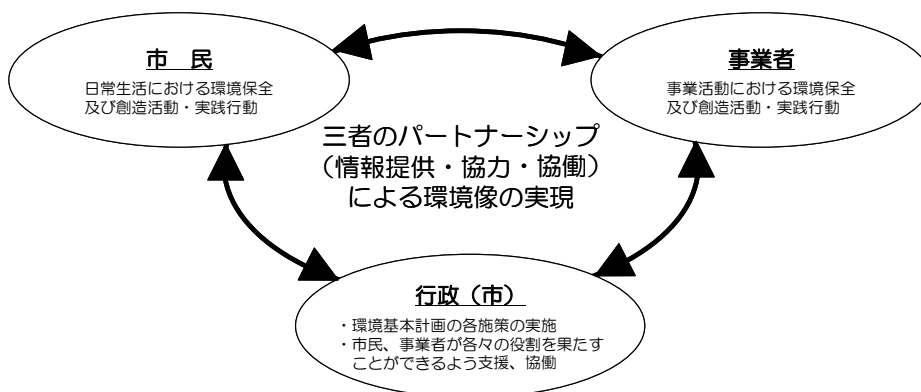 市　民
日常生活における環境保全
及び創造活動・実践行動
事業者
事業活動における環境保全
及び創造活動・実践行動
三者のパートナーシップ
（情報提供・協力・協働）
による環境像の実現
行政（市）
・環境基本計画の各施策の実施
・市民、事業者が各々の役割を果たす
ことができるよう支援、協働